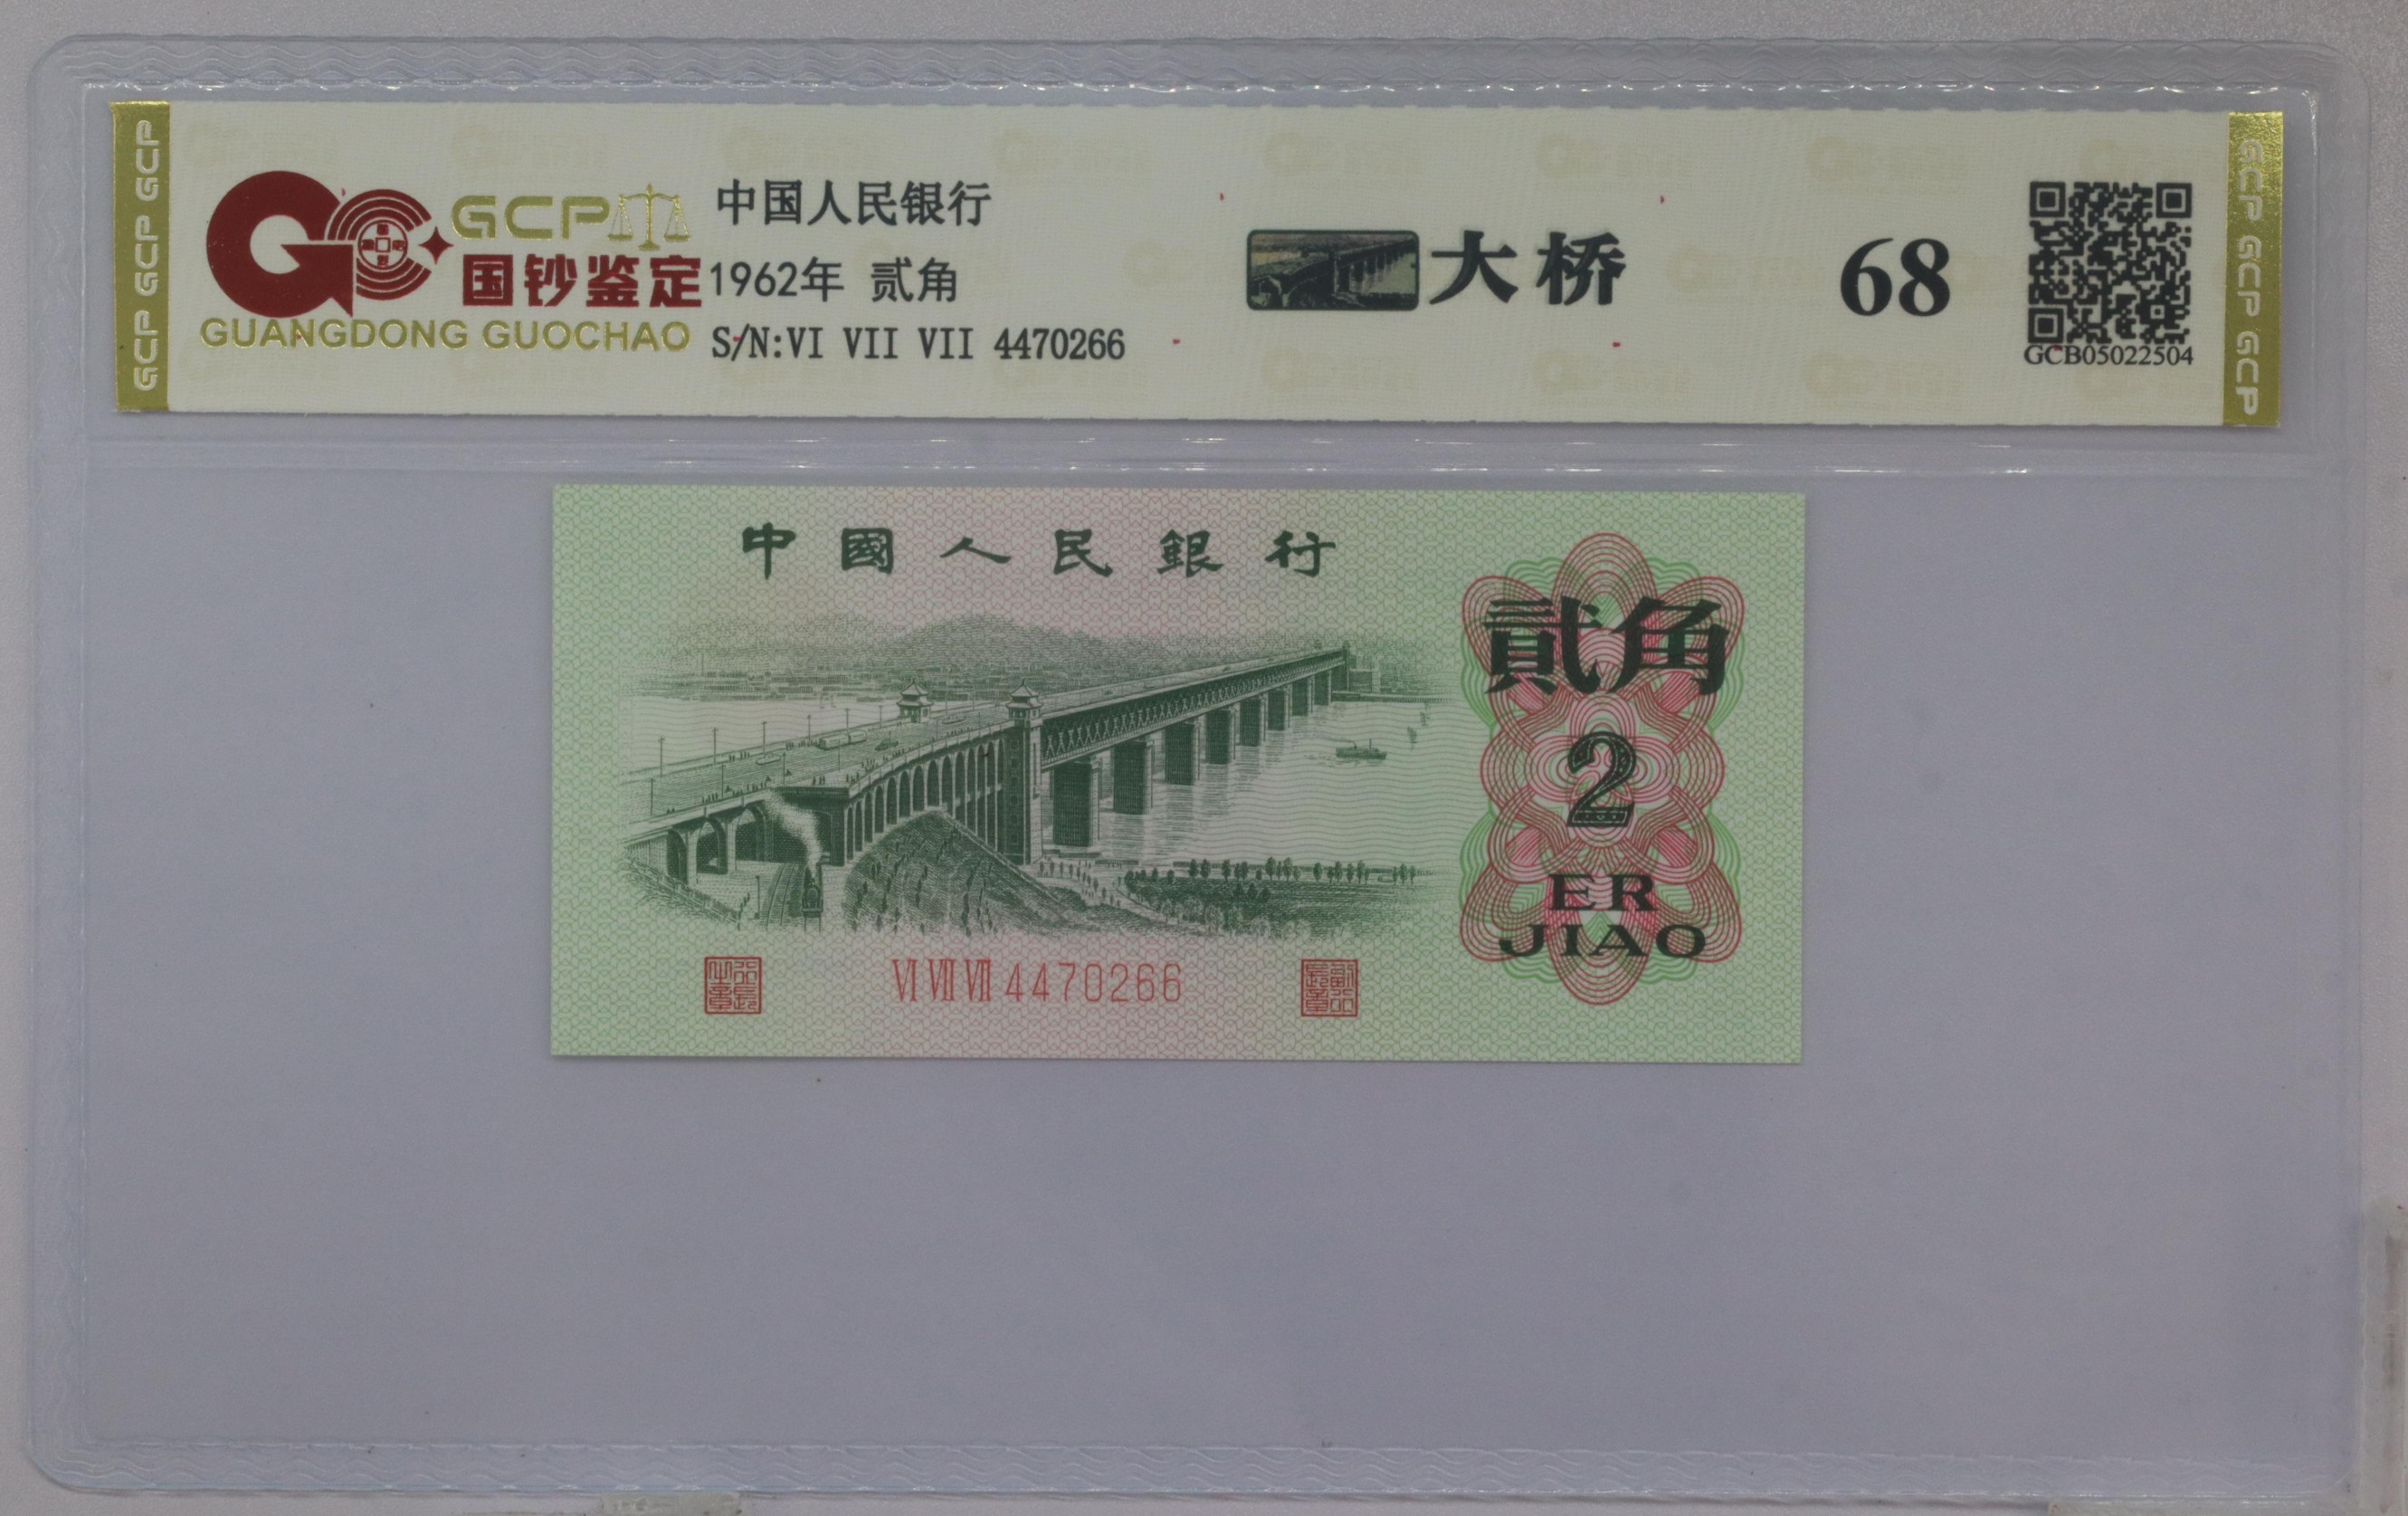 GCP GCP GCP
GCP
国钞鉴定
GUANGDONG GUOCHAO
中国人民银行
1962年 贰角
S/N:VI VII VII 4470266
大桥
68
GCB05022504
GCP GCP GCP
中國人民銀行
貳角
2
ER
JIAO
VI VII VII 4470266